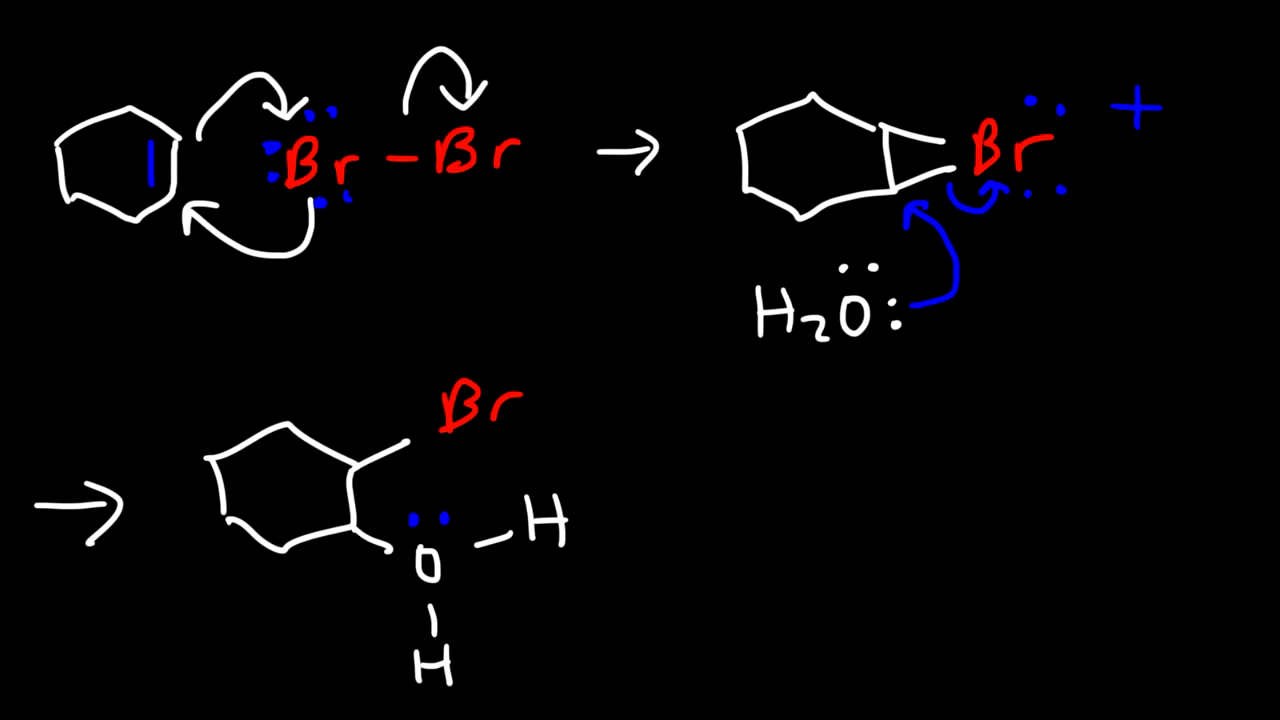 Br - Br → Br +
H2O:
→ Br
O - H
H